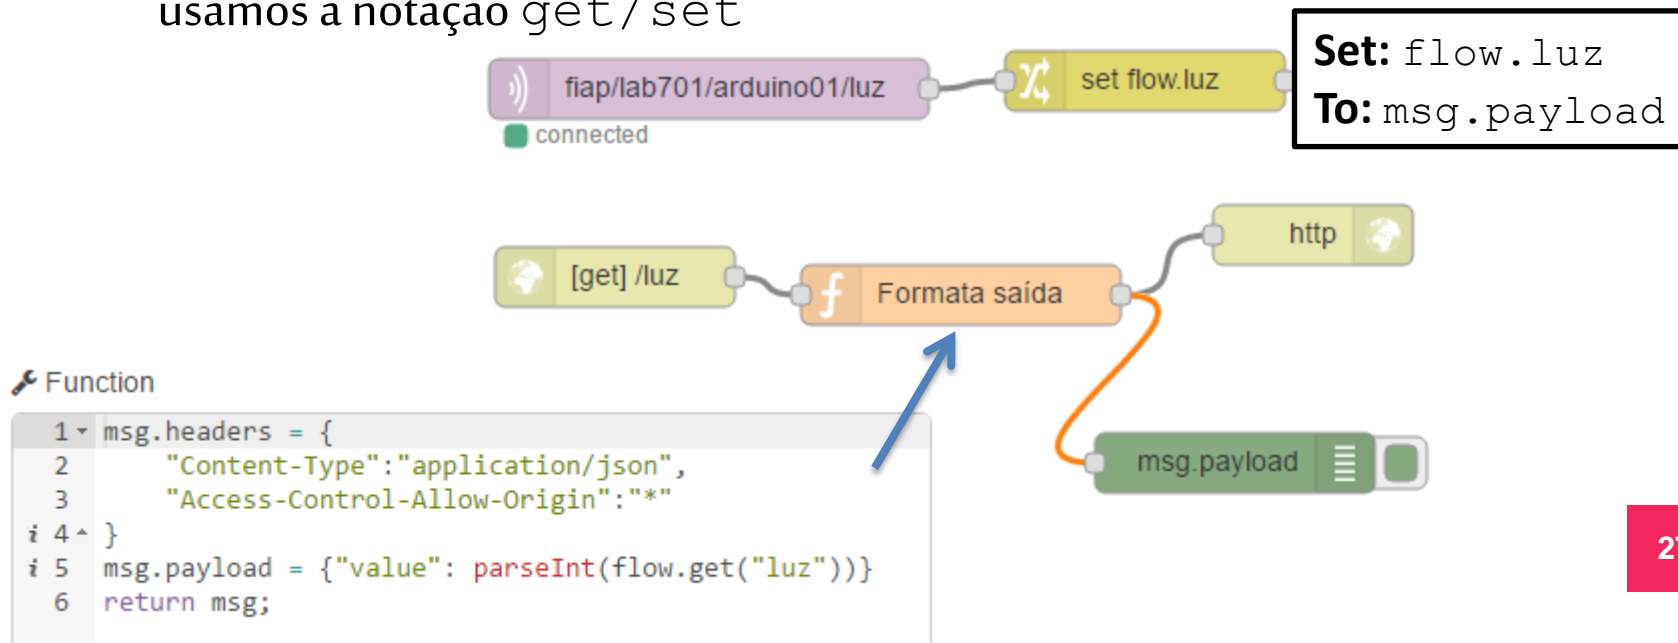 usamos a notação get/set
fiap/lab701/arduino01/luz
set flow.luz
Set: flow.luz
To: msg.payload
connected
http
[get] /luz
Formata saída
msg.payload
Function
1 msg.headers = {
2 "Content-Type":"application/json",
3 "Access-Control-Allow-Origin":"*"
i 4 }
i 5 msg.payload = {"value": parseInt(flow.get("luz"))}
6 return msg;